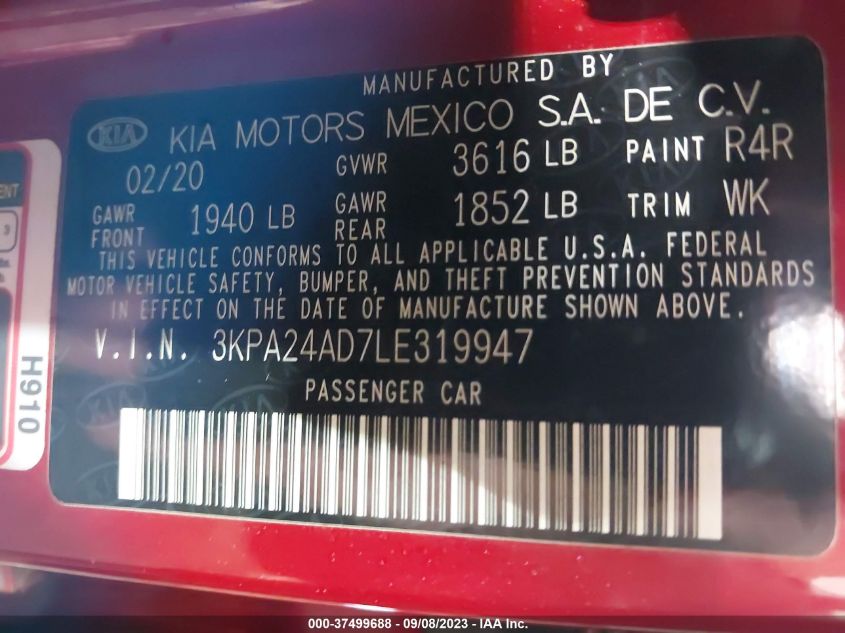 MANUFACTURED BY
KIA KIA MOTORS MEXICO S.A. DE C.V.
02/20 GVWR 3616 LB PAINT R4R
GAWR FRONT 1940 LB GAWR REAR 1852 LB TRIM WK
THIS VEHICLE CONFORMS TO ALL APPLICABLE U.S.A. FEDERAL
MOTOR VEHICLE SAFETY, BUMPER, AND THEFT PREVENTION STANDARDS
IN EFFECT ON THE DATE OF MANUFACTURE SHOWN ABOVE.
V.I.N. 3KPA24AD7LE319947
PASSENGER CAR
H910
000-37499688 - 09/08/2023 - IAA Inc.